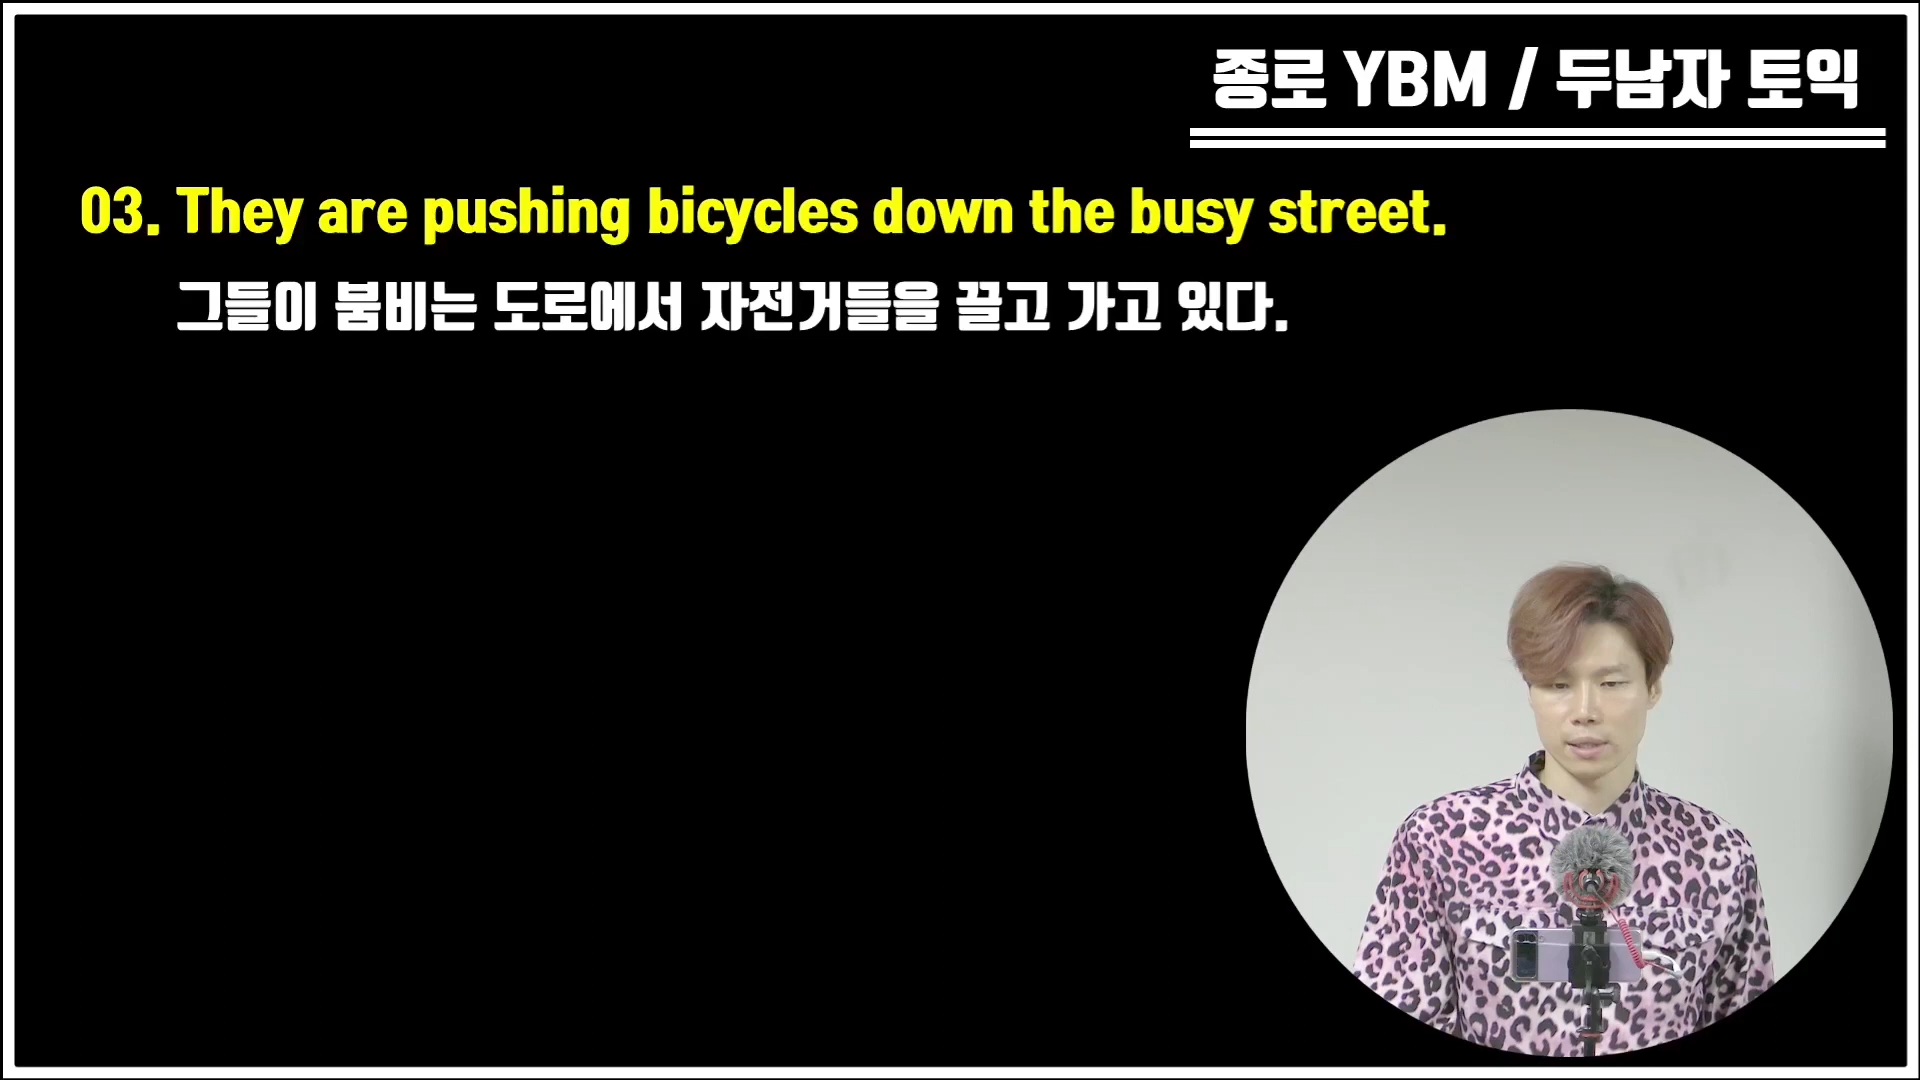 종로 YBM / 두남자 토익
03. They are pushing bicycles down the busy street.
그들이 붐비는 도로에서 자전거들을 끌고 가고 있다.